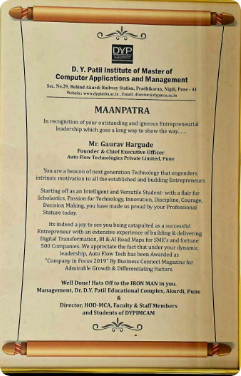 DYP
D. Y. Patil Institute of Master of
Computer Applications and Management
Sec. No.29, Behind Akurdi Railway Station, Pradhikaran, Nigdi, Pune - 44
MAANPATRA
In recognition of your outstanding and igneous Entrepreneurial
leadership which goes a long way to show the way.....
Mr. Gaurav Hargude
Founder & Chief Executive Officer
Auto Flow Technologies Private Limited, Pune
You are a beacon of next generation Technology that engenders
intrinsic motivation to all the established and budding Entrepreneurs
Starting off as an Intelligent and Versatile Student with a flair for
Scholastics, Passion for Technology, Innovation, Discipline, Courage,
Decision Making, you have made us proud by your Professional
Stature today.
Its indeed a joy to see you being catapulted as a successful
Entrepreneur with an extensive experience of building & delivering
Digital Transformation, BI & AI Road Maps for SME's and fortune
500 Companies. We appreciate the fact that under your dynamic
leadership, Auto Flow Tech has been Awarded as
"Company in Focus 2019" By Business Connect Magazine for
Admirable Growth & Differentiating Factors.
Well Done! Hats Off to the IRON MAN in you.
Management, Dr. D.Y. Patil Educational Complex, Akurdi, Pune
&
Director, HOD-MCA, Faculty & Staff Members
and Students of DYPIMCAM